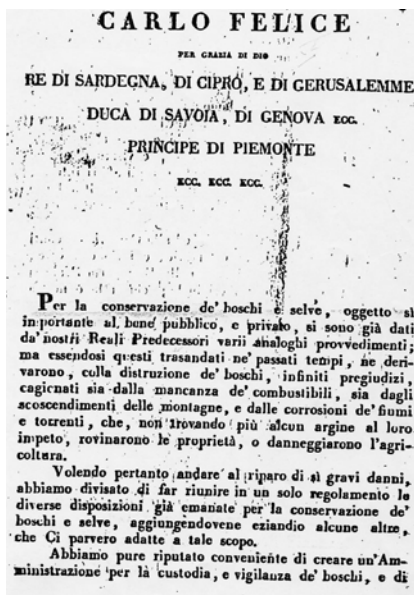 CARLO FELICE
PER GRAZIA DI DIO
RE DI SARDEGNA, DI CIPRO, E DI GERUSALEMME
DUCA DI SAVOIA, DI GENOVA ECC.
PRINCIPE DI PIEMONTE
ECC. ECC. ECC.
Per la conservazione de' boschi e selve, oggetto sì
importante al bene pubblico, e privato, si sono già dati
da' nostri Reali Predecessori varii analoghi provvedimenti;
ma essendosi questi trasandati ne' passati tempi, ne deri-
varono, colla distruzione de' boschi, infiniti pregiudizi,
cagionati sia dalla mancanza de' combustibili, sia dagli
scoscendimenti delle montagne, e dalle corrosioni de' fiumi
e torrenti, che, non trovando più alcun argine al loro
impeto, rovinarono le proprietà, o danneggiarono l'agri-
coltura.
Volendo pertanto andare al riparo di sì gravi danni,
abbiamo divisato di far riunire in un solo regolamento le
diverse disposizioni già emanate per la conservazione de'
boschi e selve, aggiungendovene eziandio alcune altre,
che Ci parvero adatte a tale scopo.
Abbiamo pure riputato conveniente di creare un'Am-
ministrazione per la custodia, e vigilanza de' boschi, e di